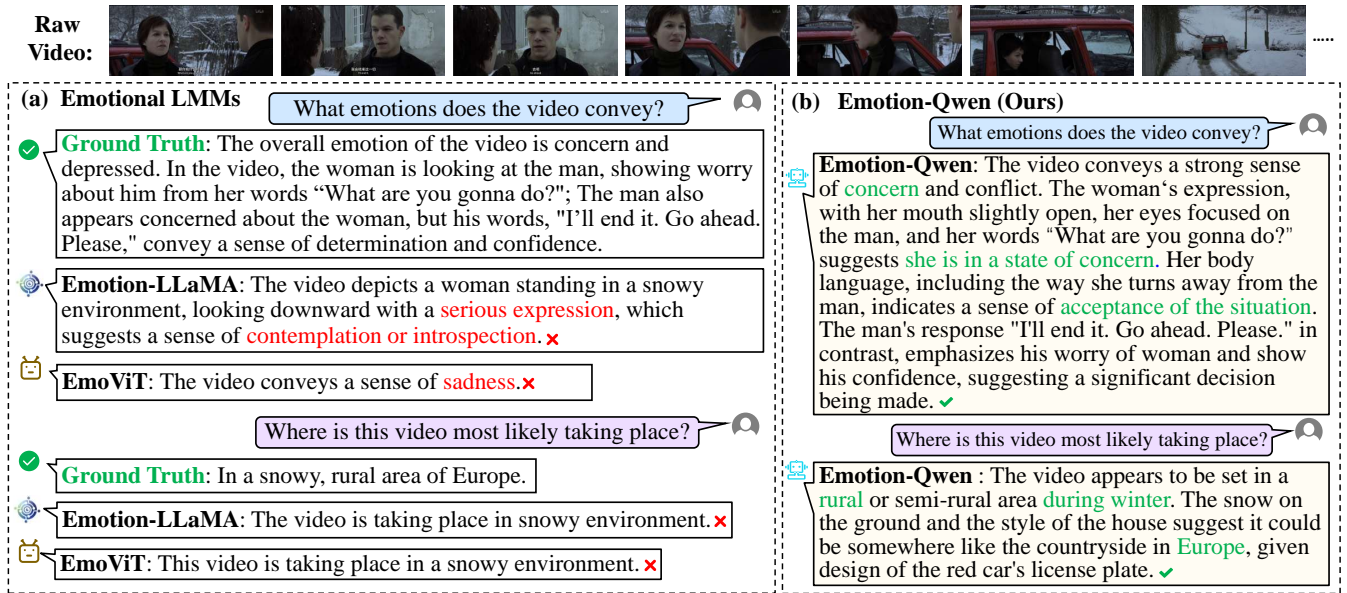 Raw
Video:
.....
(a) Emotional LMMs
What emotions does the video convey?
Ground Truth: The overall emotion of the video is concern and
depressed. In the video, the woman is looking at the man, showing worry
about him from her words “What are you gonna do?"; The man also
appears concerned about the woman, but his words, "I’ll end it. Go ahead.
Please," convey a sense of determination and confidence.
Emotion-LLaMA: The video depicts a woman standing in a snowy
environment, looking downward with a serious expression, which
suggests a sense of contemplation or introspection.
EmoViT: The video conveys a sense of sadness.
Where is this video most likely taking place?
Ground Truth: In a snowy, rural area of Europe.
Emotion-LLaMA: The video is taking place in snowy environment.
EmoViT: This video is taking place in a snowy environment.
(b) Emotion-Qwen (Ours)
What emotions does the video convey?
Emotion-Qwen: The video conveys a strong sense
of concern and conflict. The woman‘s expression,
with her mouth slightly open, her eyes focused on
the man, and her words “What are you gonna do?”
suggests she is in a state of concern. Her body
language, including the way she turns away from the
man, indicates a sense of acceptance of the situation.
The man's response "I'll end it. Go ahead. Please." in
contrast, emphasizes his worry of woman and show
his confidence, suggesting a significant decision
being made.
Where is this video most likely taking place?
Emotion-Qwen : The video appears to be set in a
rural or semi-rural area during winter. The snow on
the ground and the style of the house suggest it could
be somewhere like the countryside in Europe, given
design of the red car's license plate.